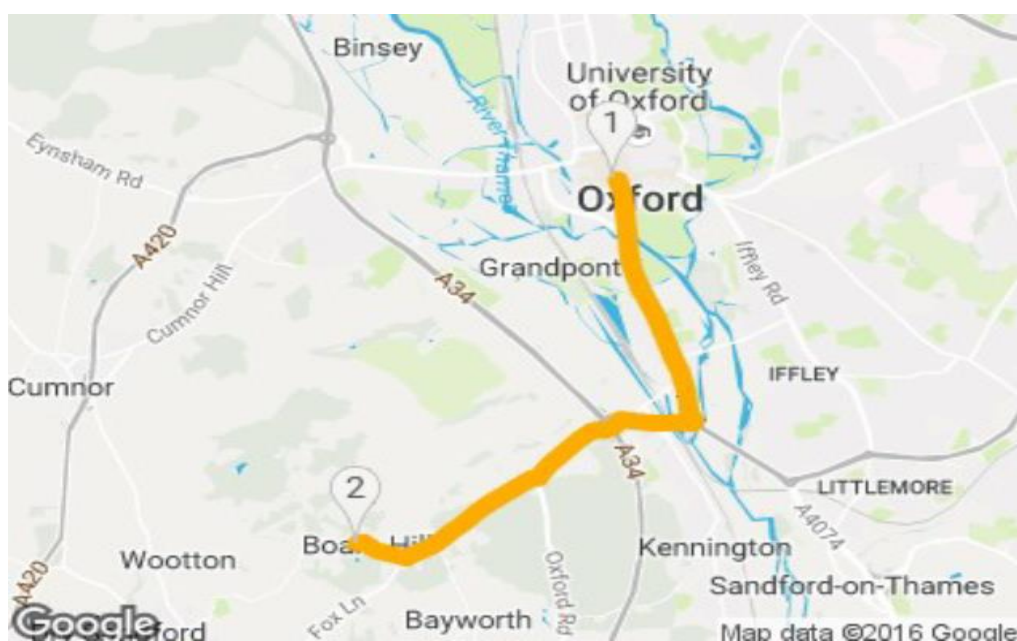 Binsey
University
of Oxford
1
River Thames
Eynsham Rd
Oxford
A420
Iffley Rd
Grandpont
A34
Cumnor Hill
IFFLEY
Cumnor
A34
2
LITTLEMORE
A4074
Boars Hill
Wootton
Kennington
Oxford Rd
Sandford-on-Thames
A420
Fox Ln
Bayworth
Google
Map data ©2016 Google